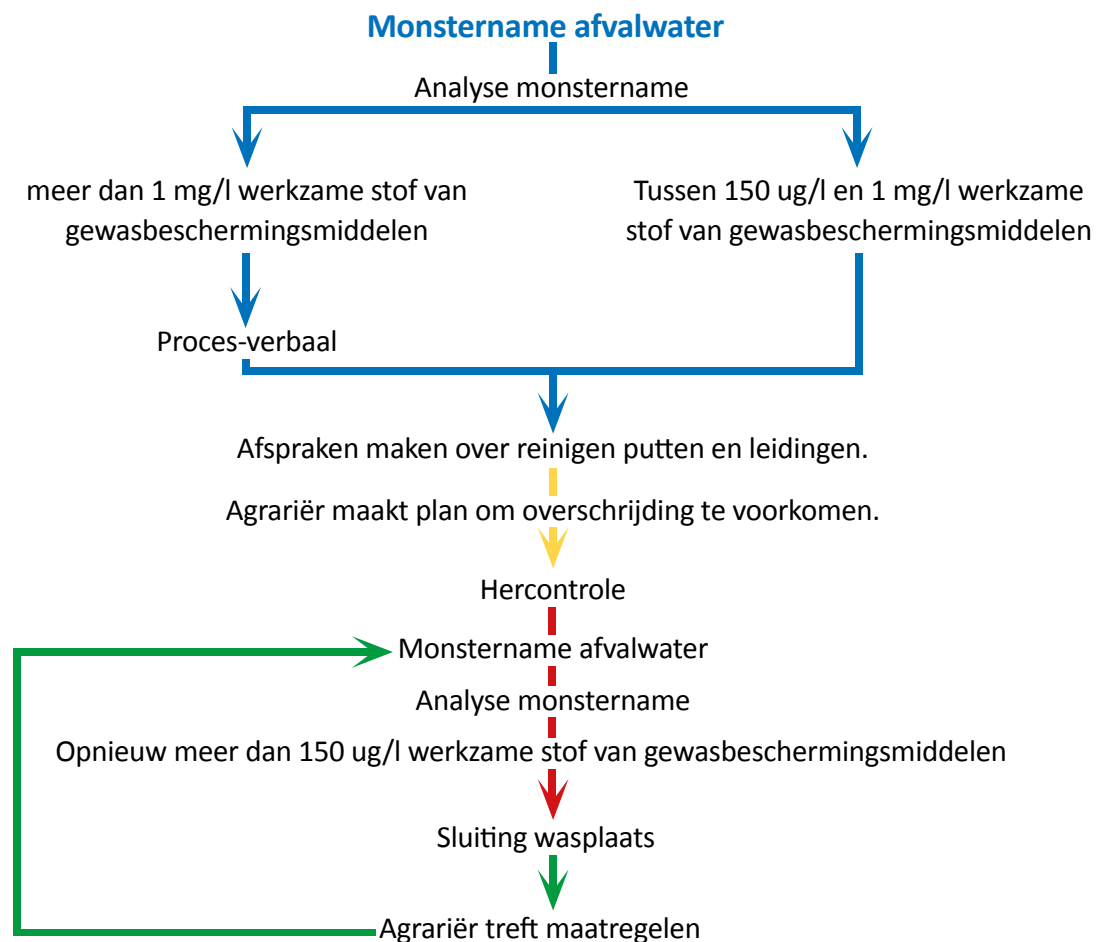 Monstername afvalwater
Analyse monstername
meer dan 1 mg/l werkzame stof van
gewasbeschermingsmiddelen
Tussen 150 ug/l en 1 mg/l werkzame
stof van gewasbeschermingsmiddelen
Proces-verbaal
Afspraken maken over reinigen putten en leidingen.
Agrariër maakt plan om overschrijding te voorkomen.
Hercontrole
Monstername afvalwater
Analyse monstername
Opnieuw meer dan 150 ug/l werkzame stof van gewasbeschermingsmiddelen
Sluiting wasplaats
Agrariër treft maatregelen